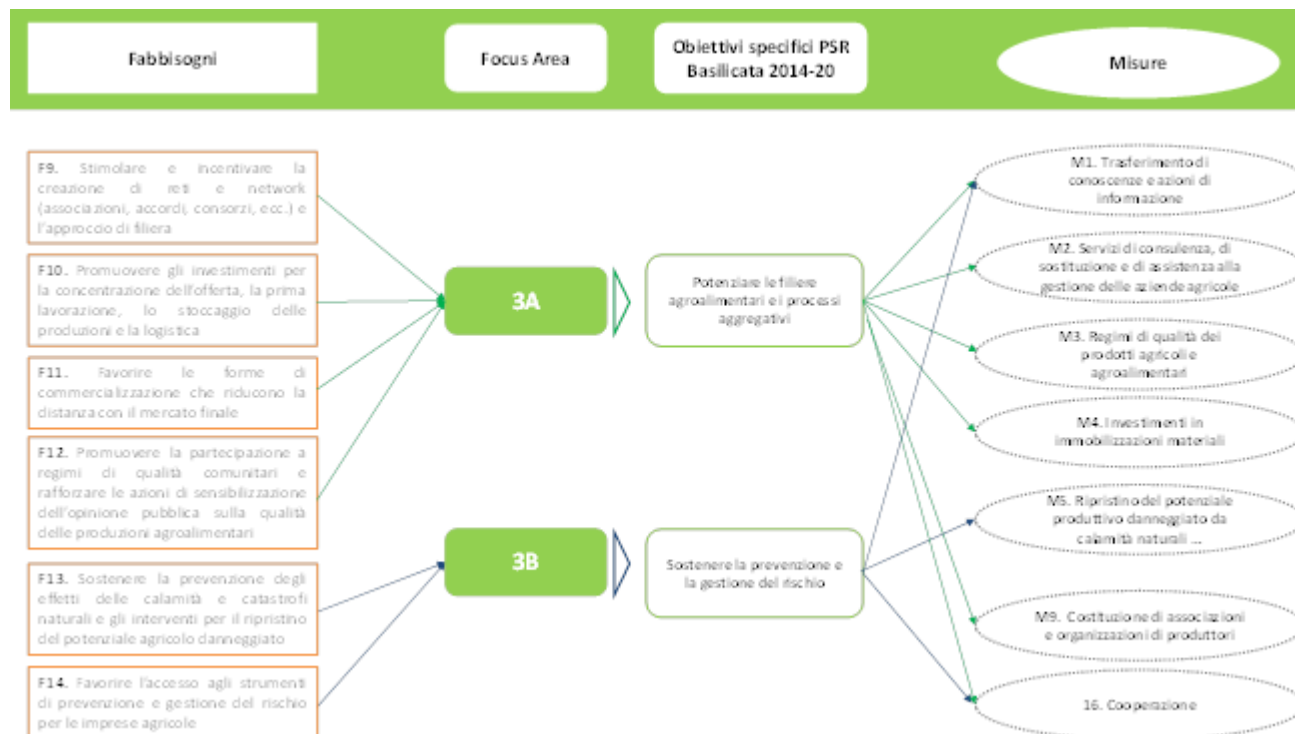 Fabbisogni
Focus Area
Obiettivi specifici PSR
Basilicata 2014-20
Misure
F9. Stimolare e incentivare la
creazione di reti e network
(associazioni, accordi, consorzi, ecc.) e
l'approccio di filiera
F10. Promuovere gli investimenti per
la concentrazione dell'offerta, la prima
lavorazione, lo stoccaggio delle
produzioni e la logistica
F11. Favorire le forme di
commercializzazione che riducono la
distanza con il mercato finale
F12. Promuovere la partecipazione a
regimi di qualità comunitari e
rafforzare le azioni di sensibilizzazione
dell'opinione pubblica sulla qualità
delle produzioni agroalimentari
F13. Sostenere la prevenzione degli
effetti delle calamità e catastrofi
naturali e gli interventi per il ripristino
del potenziale agricolo danneggiato
F14. Favorire l'accesso agli strumenti
di prevenzione e gestione del rischio
per le imprese agricole
3A
3B
Potenziare le filiere
agroalimentari e i processi
aggregativi
Sostenere la prevenzione e
la gestione del rischio
M1. Trasferimento di
conoscenze e azioni di
informazione
M2. Servizi di consulenza, di
sostituzione e di assistenza alla
gestione delle aziende agricole
M3. Regimi di qualità dei
prodotti agricoli e
agroalimentari
M4. Investimenti in
immobilizzazioni materiali
M5. Ripristino del potenziale
produttivo danneggiato da
calamità naturali ...
M9. Costituzione di associazioni
e organizzazioni di produttori
16. Cooperazione